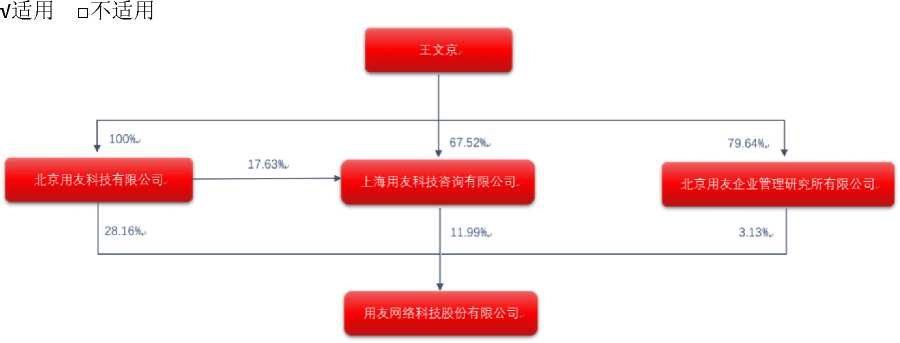 √适用 □不适用
王文京
100%
67.52%
79.64%
北京用友科技有限公司
17.63%
上海用友科技咨询有限公司
北京用友企业管理研究所有限公司
28.16%
11.99%
3.13%
用友网络科技股份有限公司